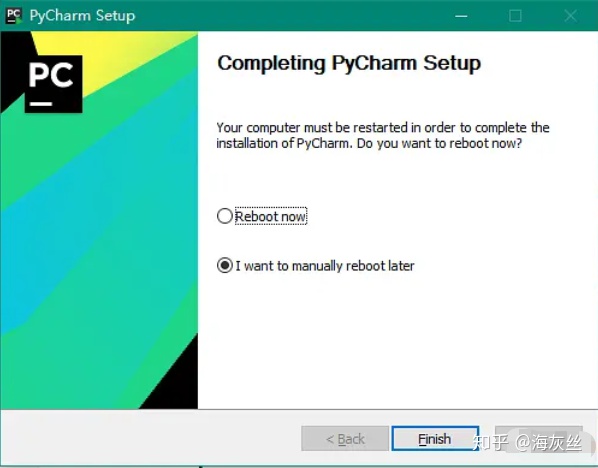 PyCharm Setup
PC
Completing PyCharm Setup
Your computer must be restarted in order to complete the
installation of PyCharm. Do you want to reboot now?
Reboot now
I want to manually reboot later
< Back
Finish
知乎 @海灰丝